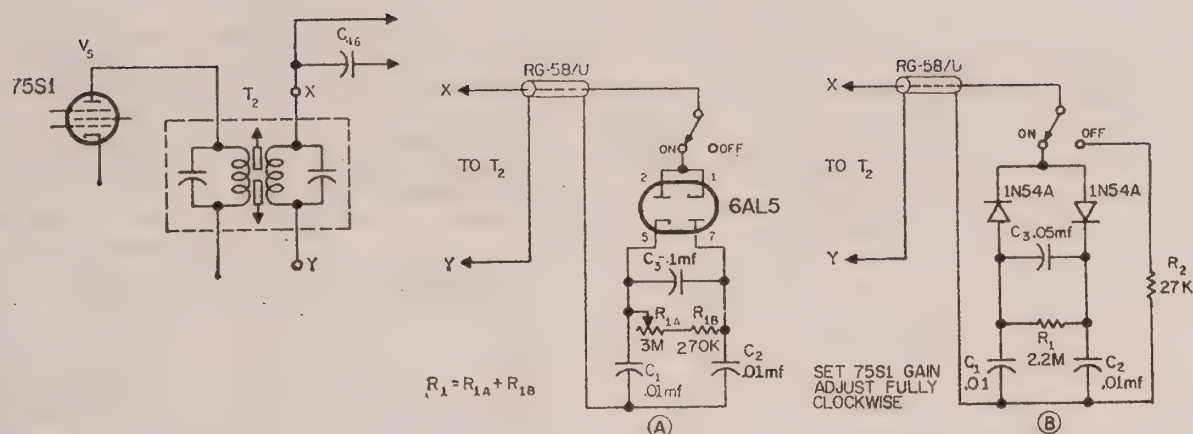 V5
75S1
T2
C46
X
Y
RG-58/U
X
ON
OFF
TO T2
2
1
6AL5
5
7
Y
C3-.1mf
R1A
R1B
3M
270K
C2
.01mf
C1
.01mf
R1 = R1A + R1B
A
RG-58/U
X
ON
OFF
TO T2
1N54A
1N54A
C3 .05mf
Y
R2
27K
R1
2.2M
C1
.01
C2
.01mf
SET 75S1 GAIN
ADJUST FULLY
CLOCKWISE
B